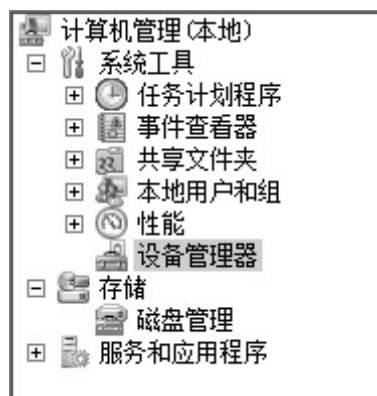 计算机管理(本地)
系统工具
任务计划程序
事件查看器
共享文件夹
本地用户和组
性能
设备管理器
存储
磁盘管理
服务和应用程序